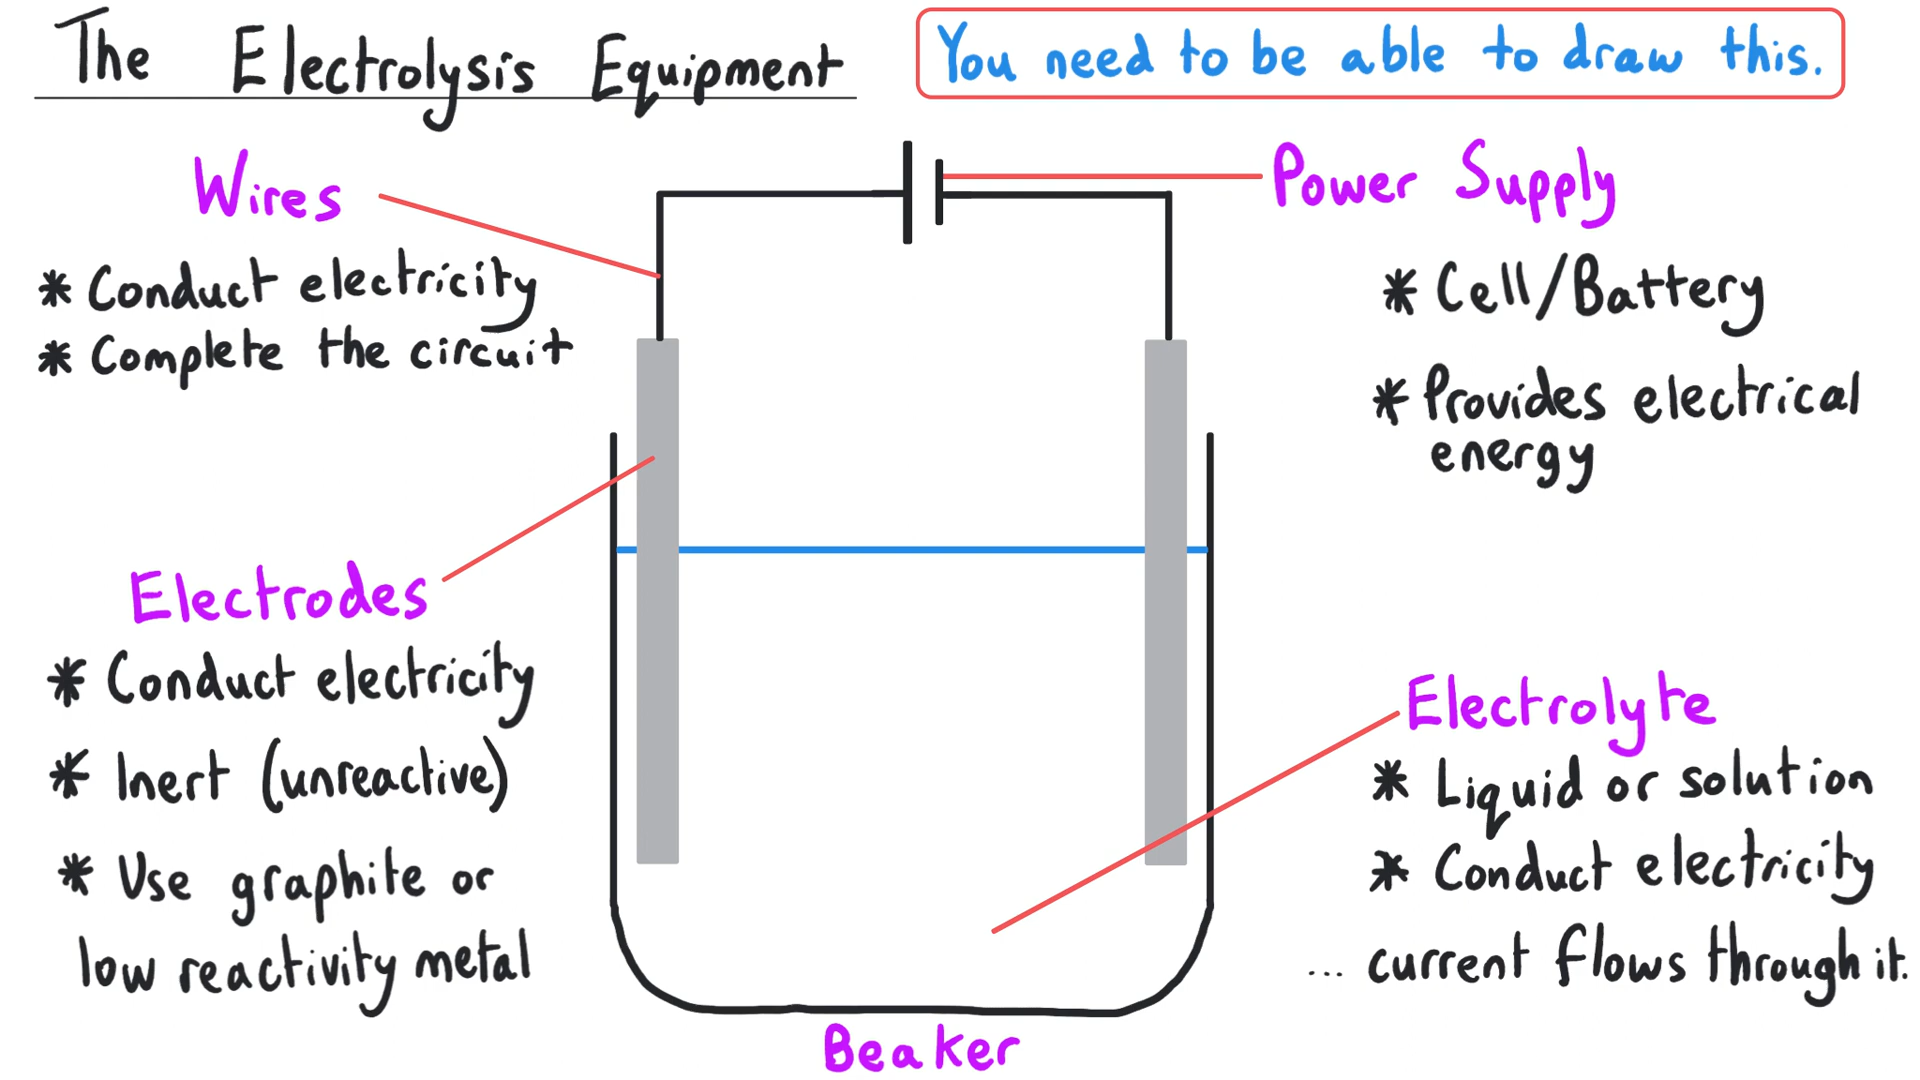 The Electrolysis Equipment
You need to be able to draw this.
Wires
* Conduct electricity
* Complete the circuit
Power Supply
* Cell/Battery
* Provides electrical
energy
Electrodes
* Conduct electricity
* Inert (unreactive)
* Use graphite or
low reactivity metal
Electrolyte
* Liquid or solution
* Conduct electricity
... current flows through it.
Beaker